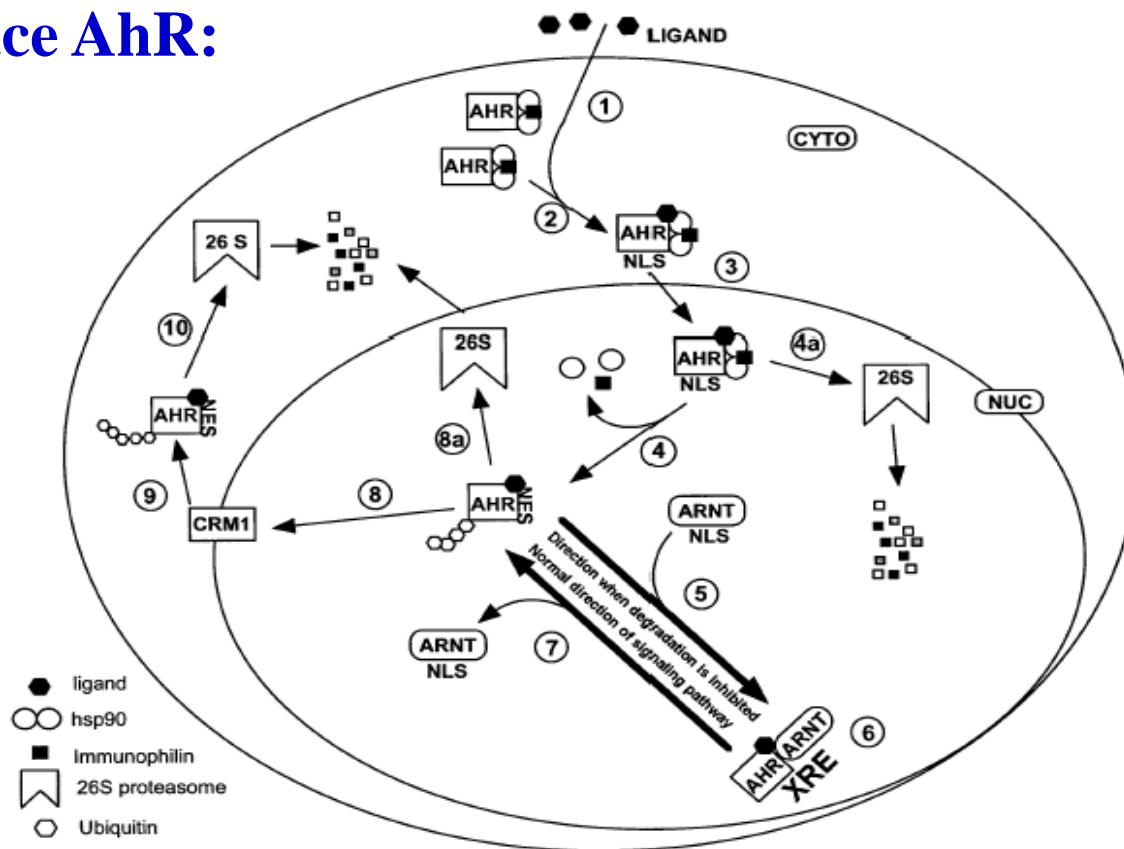 ce AhR:
LIGAND
1
AHR
CYTO
AHR
2
26 S
AHR
NLS
3
10
26S
AHR
NLS
4a
26S
NUC
AHR
NES
8a
4
9
8
AHR
NES
ARNT
NLS
CRM1
Direction when degradation is inhibited
Normal direction of signaling pathway
5
7
ARNT
NLS
6
ARNT
AHR
XRE
ligand
hsp90
Immunophilin
26S proteasome
Ubiquitin